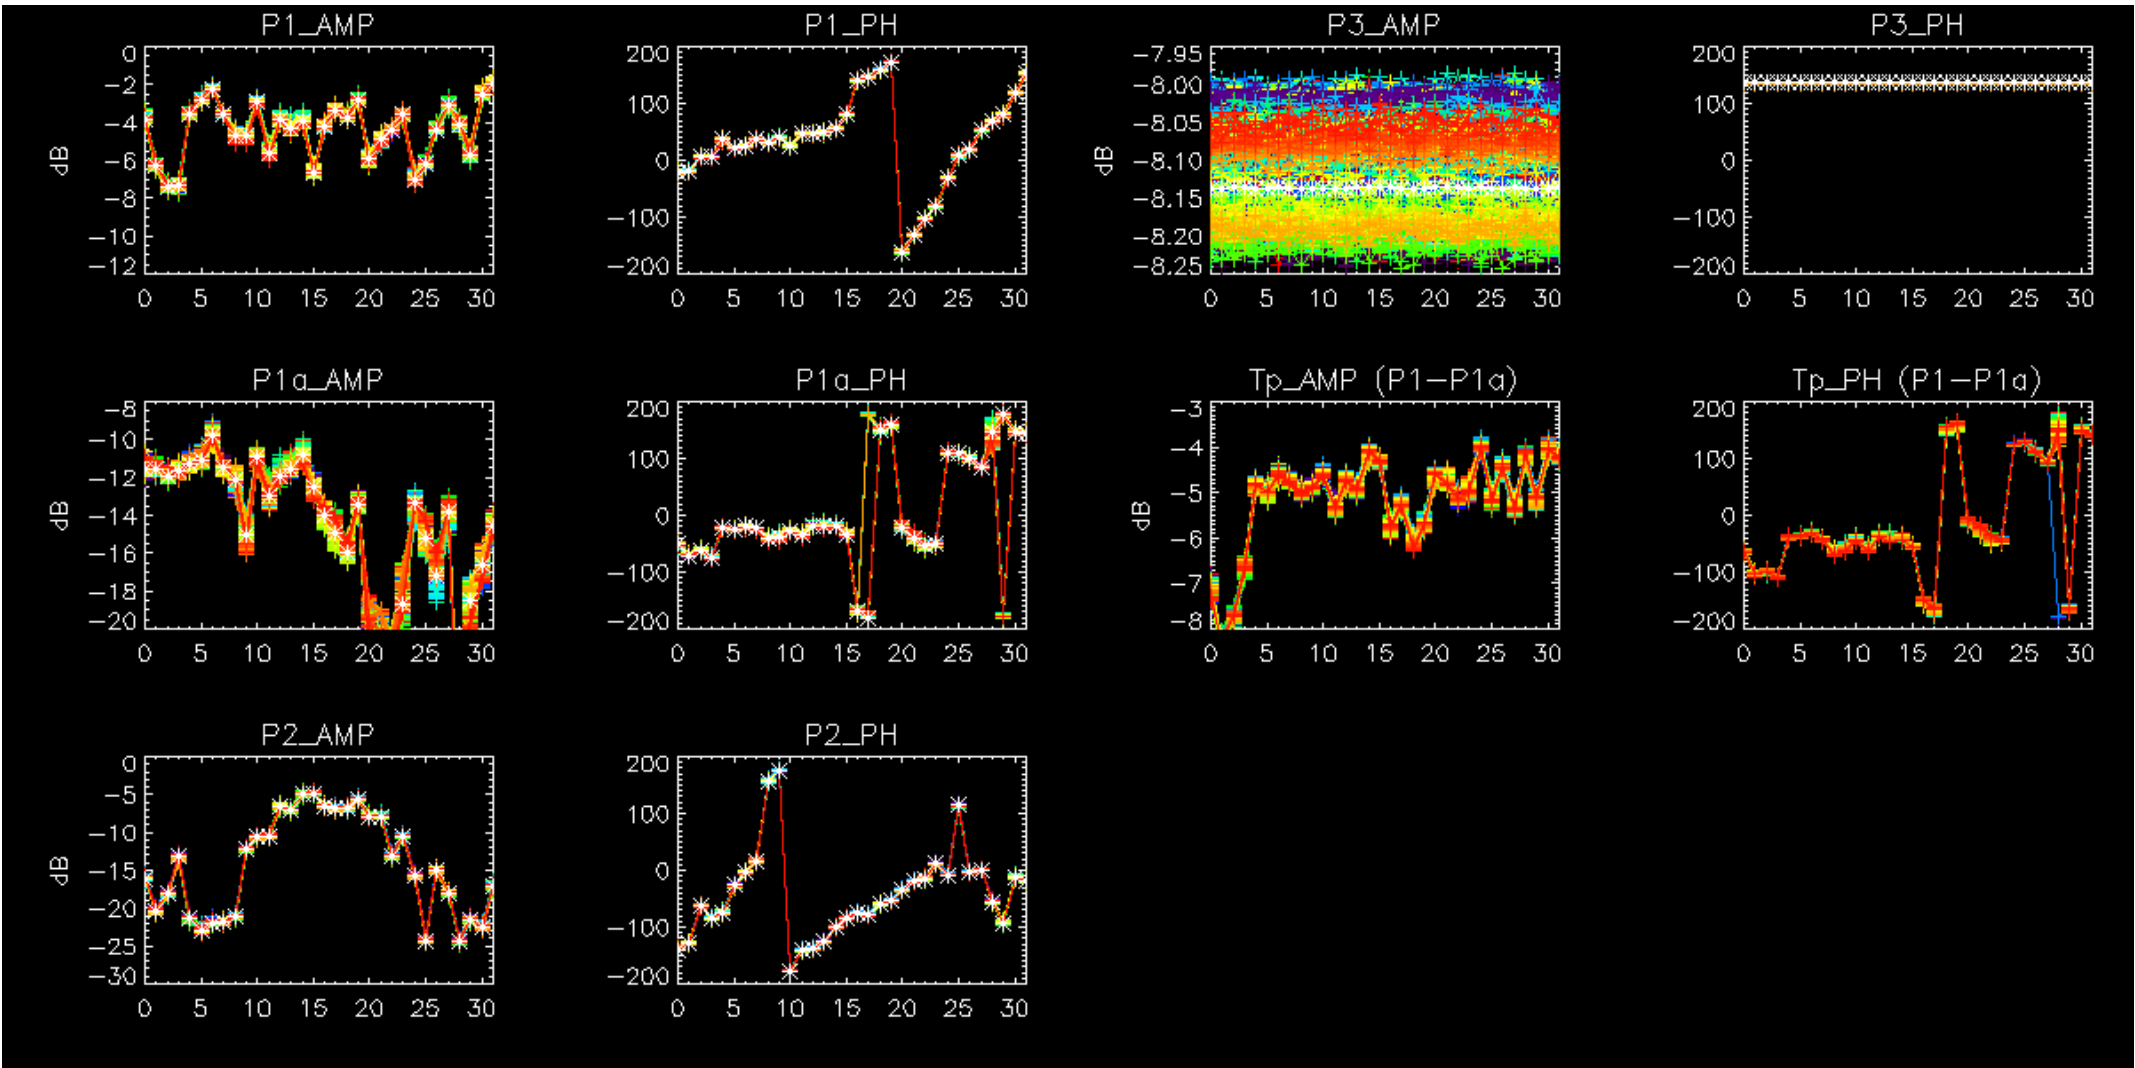 P1_AMP
P1_PH
P3_AMP
P3_PH
dB
0
-2
-4
-6
-8
-10
-12
0 5 10 15 20 25 30
200
100
0
-100
-200
0 5 10 15 20 25 30
dB
-7.95
-8.00
-8.05
-8.10
-8.15
-8.20
-8.25
0 5 10 15 20 25 30
200
100
0
-100
-200
0 5 10 15 20 25 30
P1a_AMP
P1a_PH
Tp_AMP (P1-P1a)
Tp_PH (P1-P1a)
dB
-8
-10
-12
-14
-16
-18
-20
0 5 10 15 20 25 30
200
100
0
-100
-200
0 5 10 15 20 25 30
dB
-3
-4
-5
-6
-7
-8
0 5 10 15 20 25 30
200
100
0
-100
-200
0 5 10 15 20 25 30
P2_AMP
P2_PH
dB
0
-5
-10
-15
-20
-25
-30
0 5 10 15 20 25 30
200
100
0
-100
-200
0 5 10 15 20 25 30